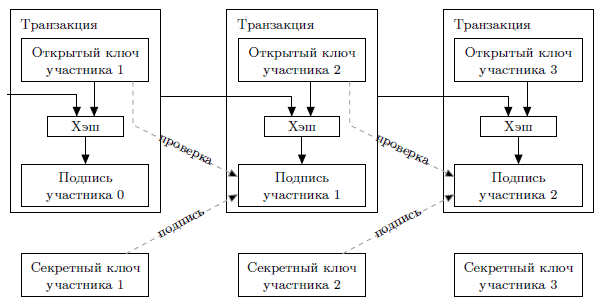 Транзакция
Открытый ключ
участника 1
Хэш
Подпись
участника 0
Транзакция
Открытый ключ
участника 2
Хэш
Подпись
участника 1
Транзакция
Открытый ключ
участника 3
Хэш
Подпись
участника 2
проверка
проверка
подпись
подпись
Секретный ключ
участника 1
Секретный ключ
участника 2
Секретный ключ
участника 3